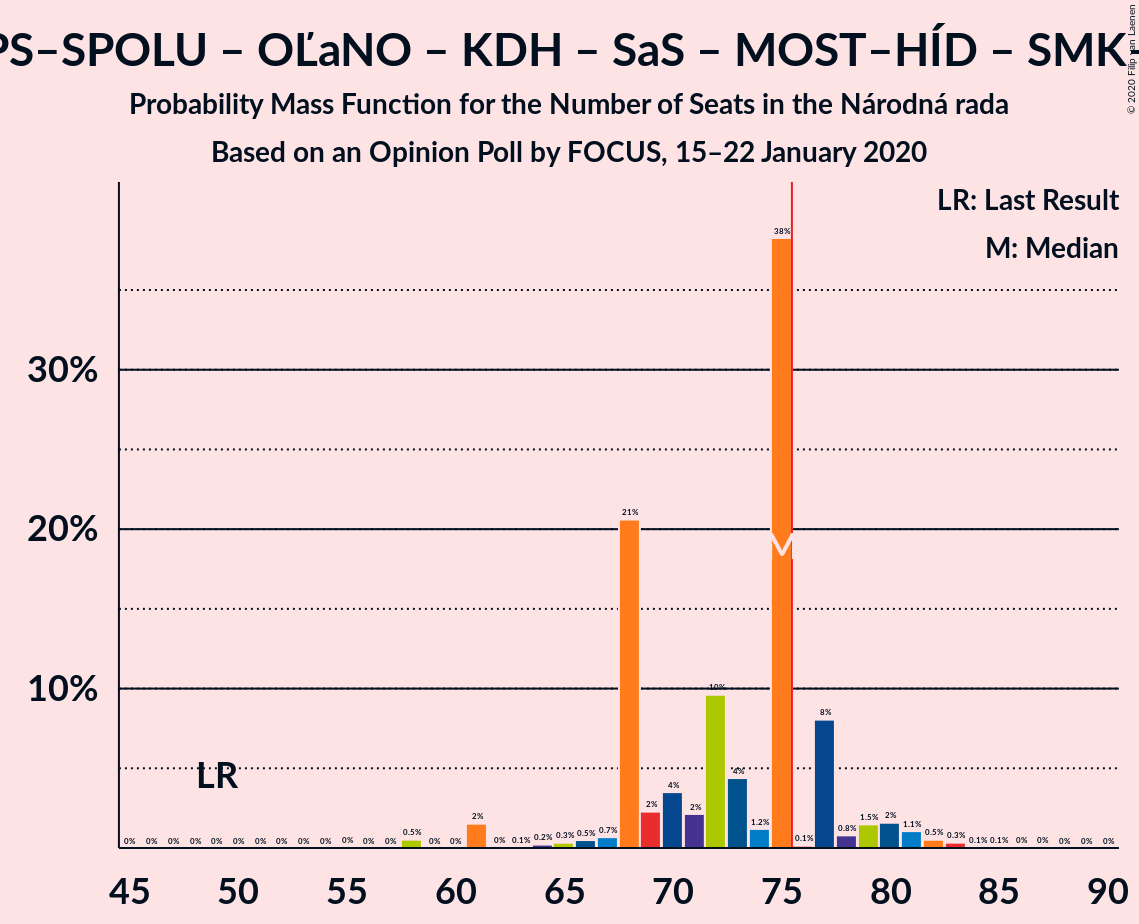 PS–SPOLU – OĽaNO – KDH – SaS – MOST–HÍD – SMK–
Probability Mass Function for the Number of Seats in the Národná rada
Based on an Opinion Poll by FOCUS, 15–22 January 2020
© 2020 Filip van Laenen
LR: Last Result
M: Median
38%
30%
21%
20%
M
10%
10%
8%
LR
4% 4%
2% 2% 2% 1.2% 1.5% 2% 1.1%
0% 0% 0% 0% 0% 0% 0% 0% 0% 0% 0% 0% 0% 0.5% 0% 0% 0% 0.1% 0.2% 0.3% 0.5% 0.7% 0.1% 0.8% 0.5% 0.3% 0.1% 0.1% 0% 0% 0% 0% 0%
45 50 55 60 65 70 75 80 85 90